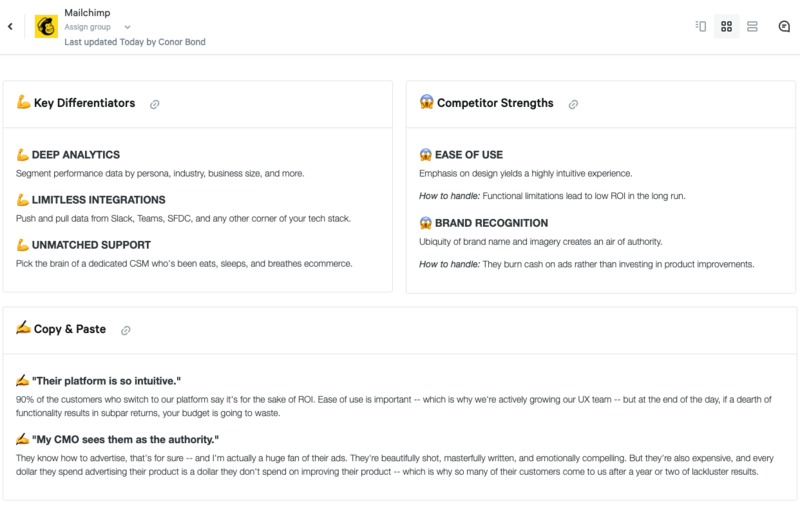 Mailchimp
Assign group
Last updated Today by Conor Bond
Key Differentiators
DEEP ANALYTICS
Segment performance data by persona, industry, business size, and more.
LIMITLESS INTEGRATIONS
Push and pull data from Slack, Teams, SFDC, and any other corner of your tech stack.
UNMATCHED SUPPORT
Pick the brain of a dedicated CSM who's been eats, sleeps, and breathes ecommerce.
Competitor Strengths
EASE OF USE
Emphasis on design yields a highly intuitive experience.
How to handle: Functional limitations lead to low ROI in the long run.
BRAND RECOGNITION
Ubiquity of brand name and imagery creates an air of authority.
How to handle: They burn cash on ads rather than investing in product improvements.
Copy & Paste
"Their platform is so intuitive."
90% of the customers who switch to our platform say it's for the sake of ROI. Ease of use is important -- which is why we're actively growing our UX team -- but at the end of the day, if a dearth of
functionality results in subpar returns, your budget is going to waste.
"My CMO sees them as the authority."
They know how to advertise, that's for sure -- and I'm actually a huge fan of their ads. They're beautifully shot, masterfully written, and emotionally compelling. But they're also expensive, and every
dollar they spend advertising their product is a dollar they don't spend on improving their product -- which is why so many of their customers come to us after a year or two of lackluster results.